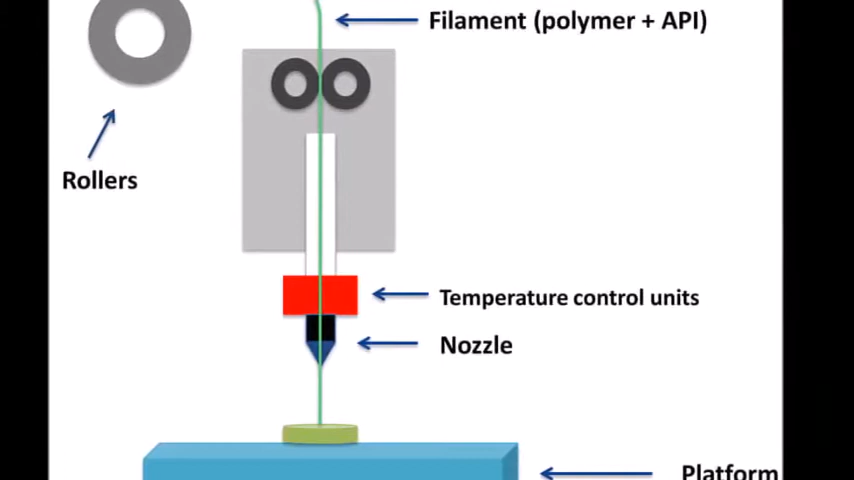 Filament (polymer + API)
Rollers
Temperature control units
Nozzle
Platform